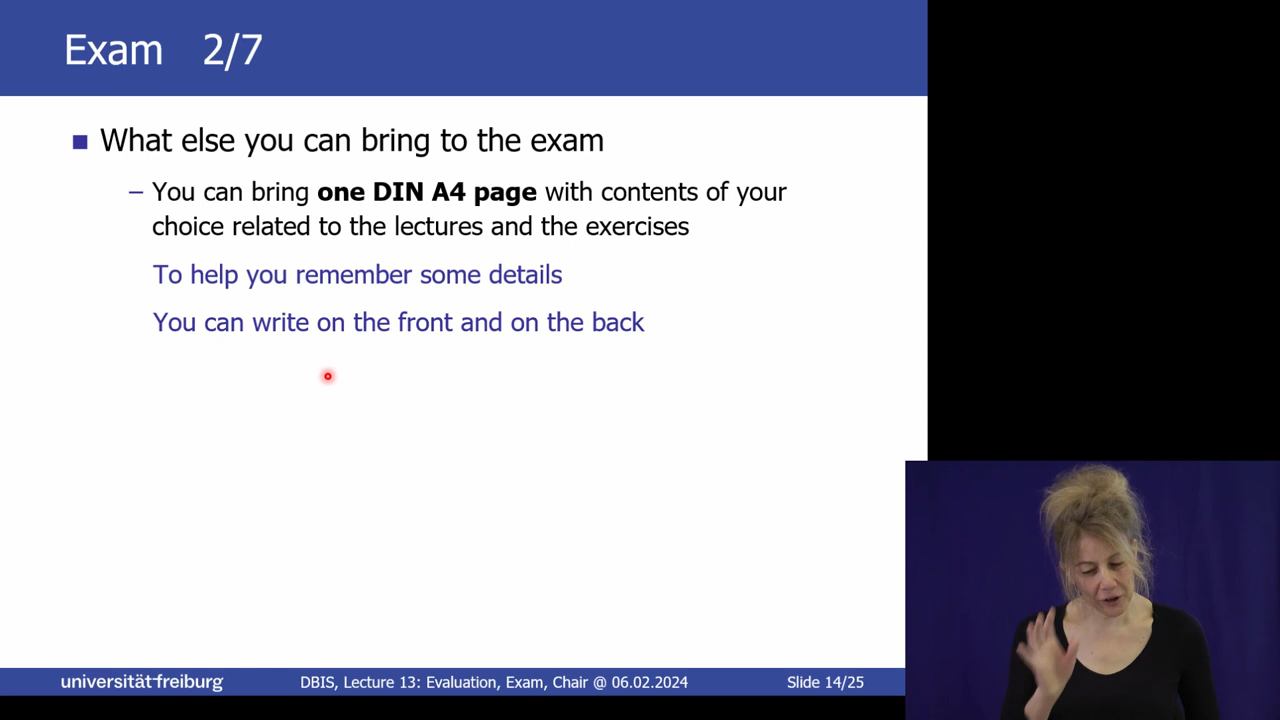 Exam 2/7
What else you can bring to the exam
– You can bring one DIN A4 page with contents of your
choice related to the lectures and the exercises
To help you remember some details
You can write on the front and on the back
universität freiburg
DBIS, Lecture 13: Evaluation, Exam, Chair @ 06.02.2024
Slide 14/25